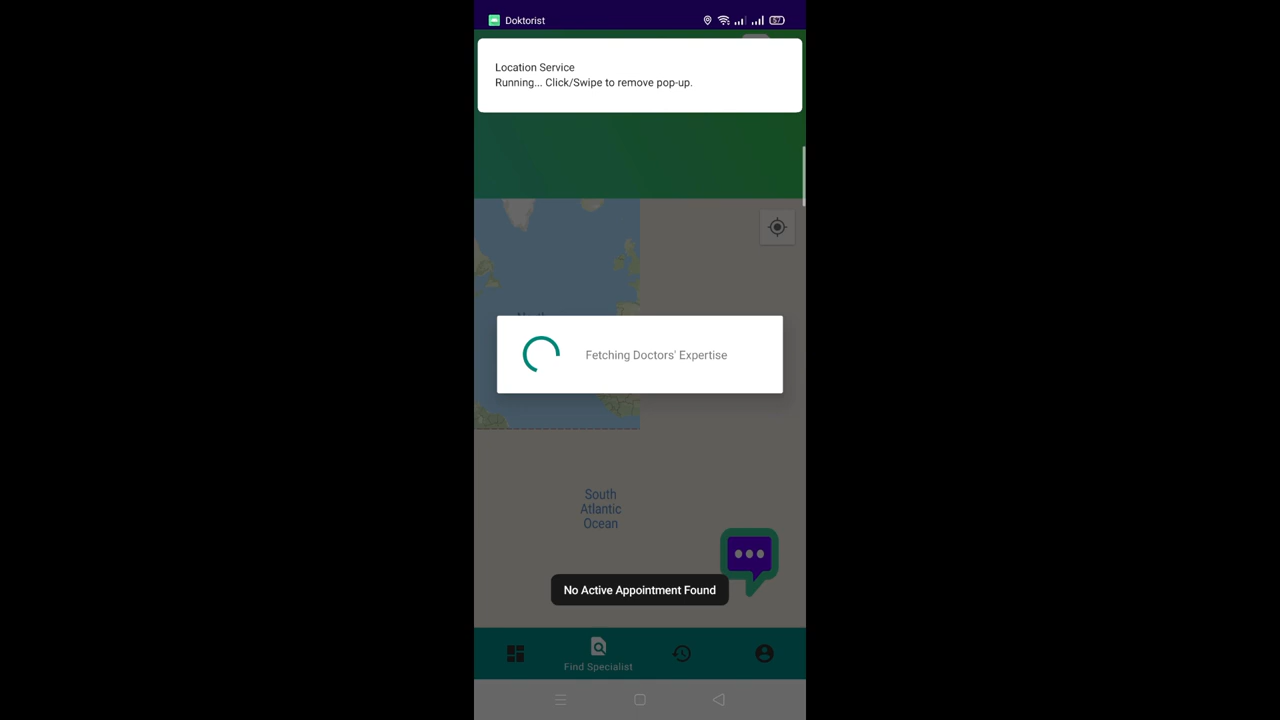 Doktorist
57
Location Service
Running... Click/Swipe to remove pop-up.
Fetching Doctors' Expertise
South
Atlantic
Ocean
No Active Appointment Found
Find Specialist